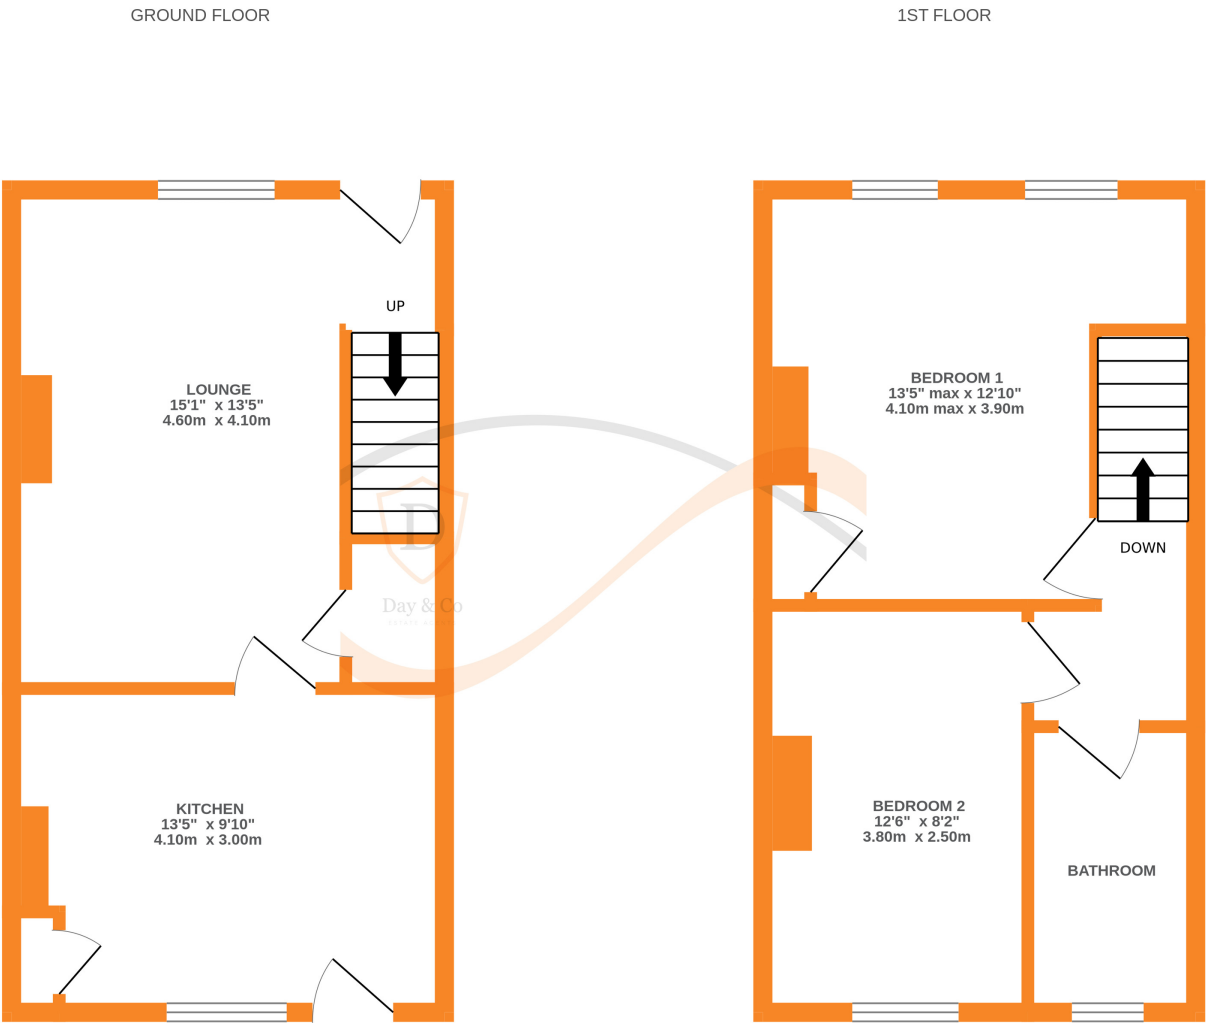 GROUND FLOOR
1ST FLOOR
UP
LOUNGE
15'1"  x 13'5"
4.60m  x 4.10m
BEDROOM 1
13'5" max x 12'10"
4.10m max x 3.90m
D
DOWN
Day & Co
KITCHEN
13'5"  x 9'10"
4.10m  x 3.00m
BEDROOM 2
12'6"  x 8'2"
3.80m  x 2.50m
BATHROOM